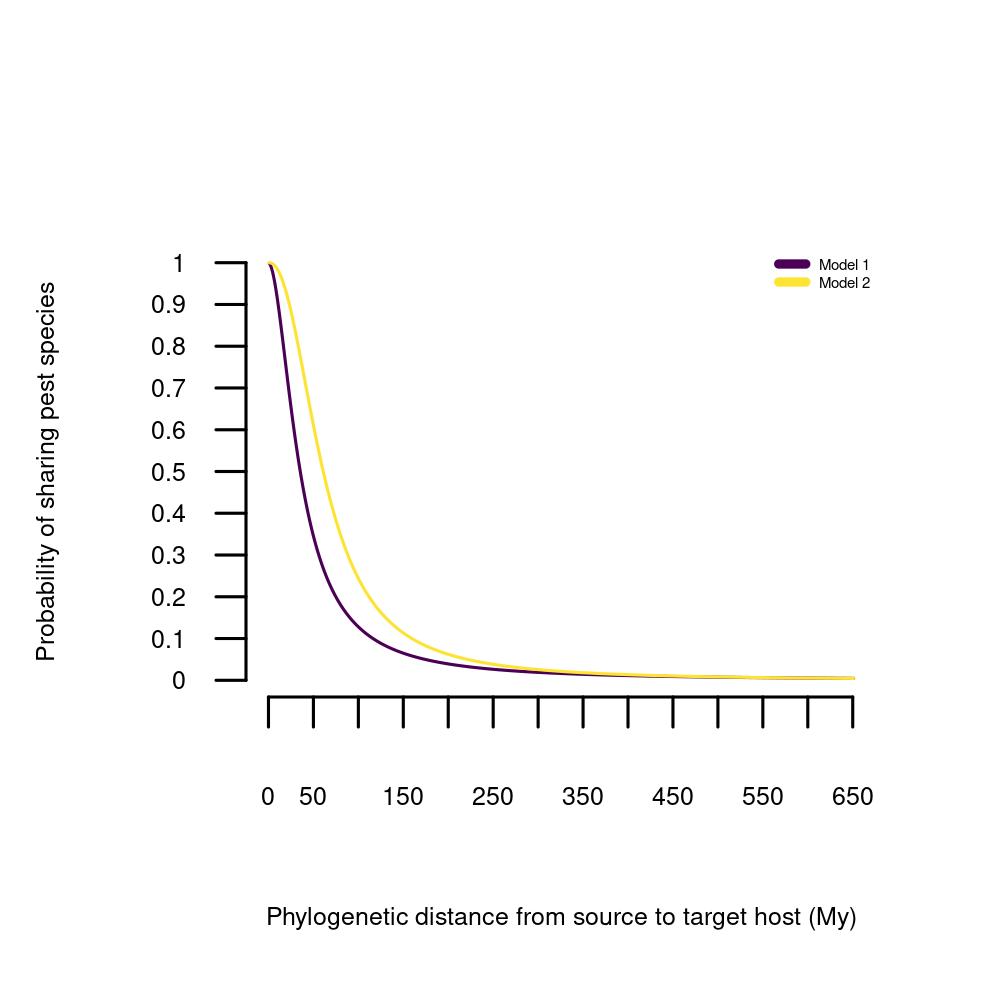 Model 1
Model 2
Probability of sharing pest species
1
0.9
0.8
0.7
0.6
0.5
0.4
0.3
0.2
0.1
0
0 50 150 250 350 450 550 650
Phylogenetic distance from source to target host (My)